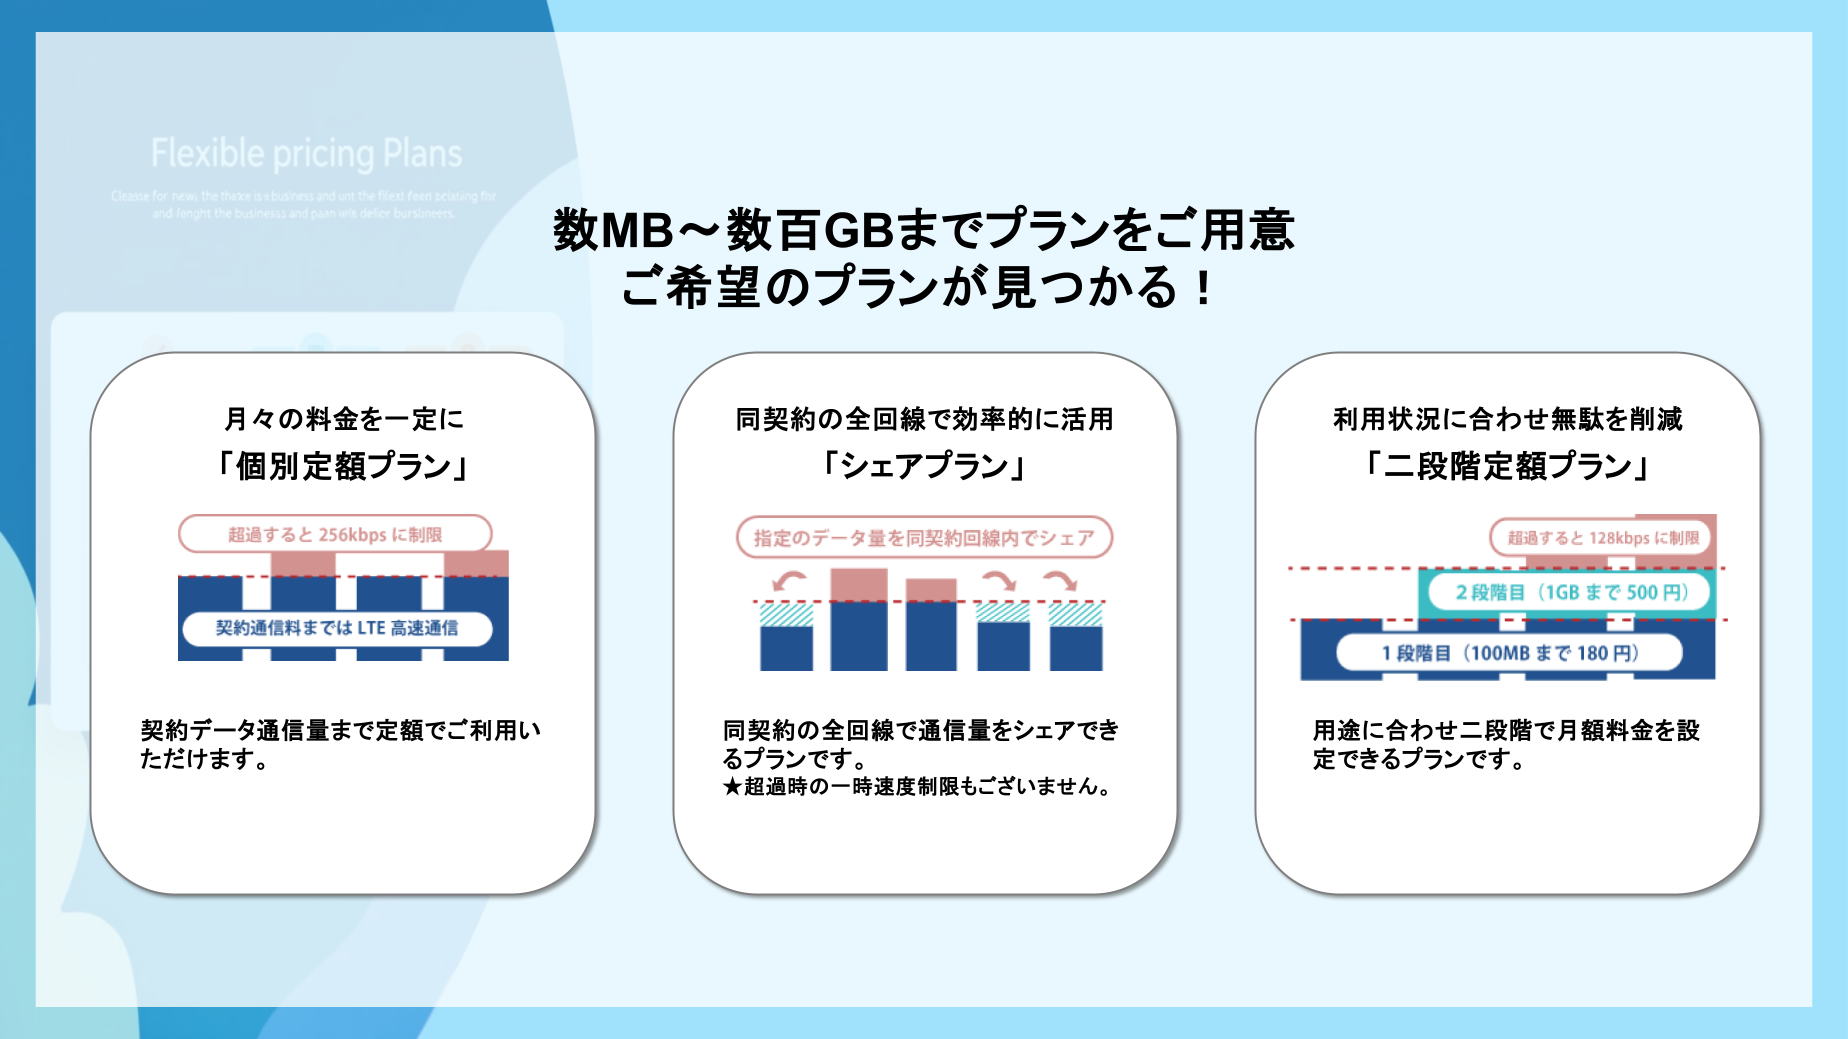 Flexible pricing Plans
数MB～数百GBまでプランをご用意
ご希望のプランが見つかる！
月々の料金を一定に
「個別定額プラン」
超過すると 256kbps に制限
契約通信料までは LTE 高速通信
契約データ通信量まで定額でご利用い
ただけます。
同契約の全回線で効率的に活用
「シェアプラン」
指定のデータ量を同契約回線内でシェア
同契約の全回線で通信量をシェアでき
るプランです。
★超過時の一時速度制限もございません。
利用状況に合わせ無駄を削減
「二段階定額プラン」
超過すると 128kbps に制限
2 段階目（1GB まで 500 円）
1 段階目（100MB まで 180 円）
用途に合わせ二段階で月額料金を設
定できるプランです。